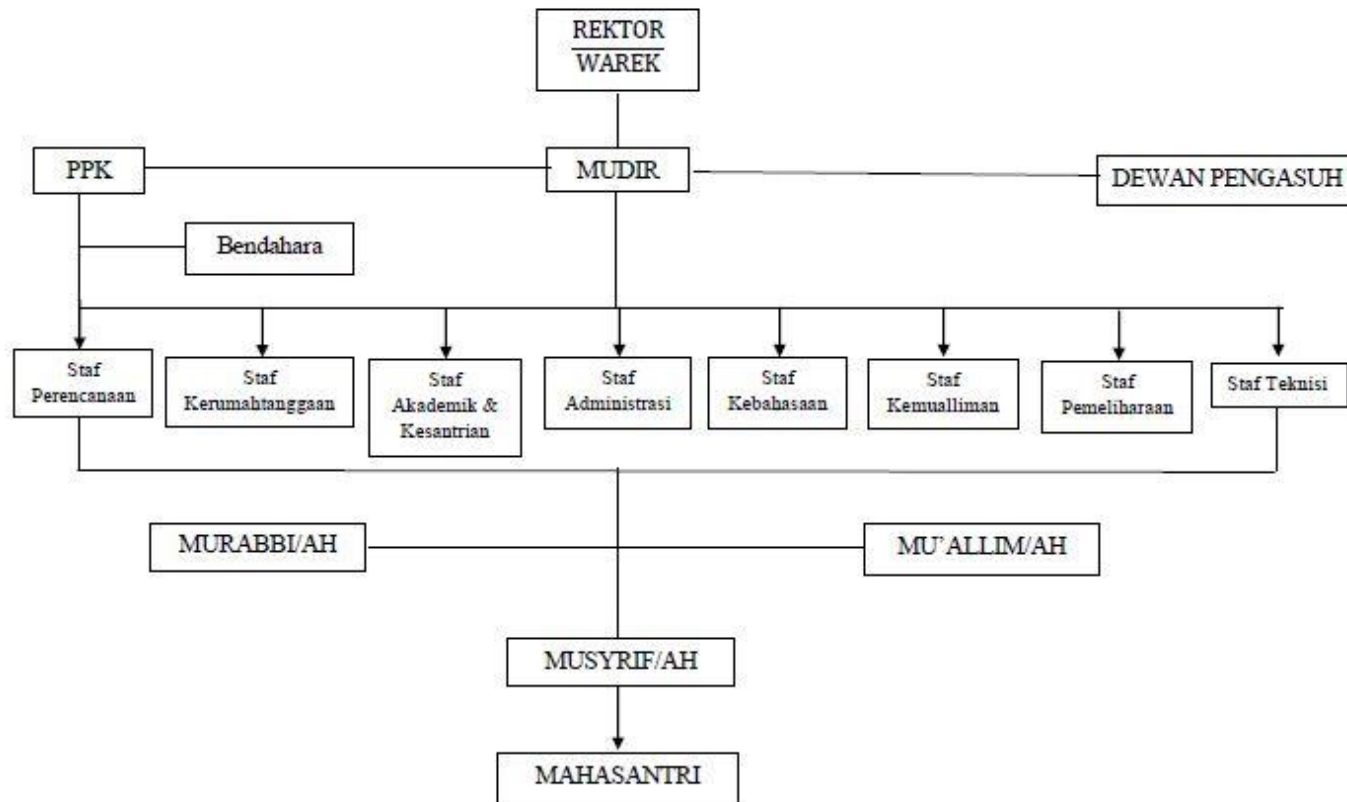 REKTOR
WAREK
PPK
MUDIR
DEWAN PENGASUH
Bendahara
Staf
Perencanaan
Staf
Kerumahtanggaan
Staf
Akademik &
Kesantrian
Staf
Administrasi
Staf
Kebahasaan
Staf
Kemualliman
Staf
Pemeliharaan
Staf Teknisi
MURABBI/AH
MU’ALLIM/AH
MUSYRIF/AH
MAHASANTRI